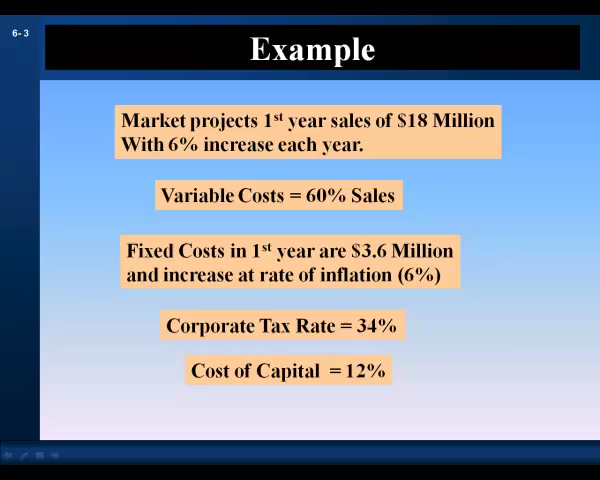 6- 3
Example
Market projects 1st year sales of $18 Million
With 6% increase each year.
Variable Costs = 60% Sales
Fixed Costs in 1st year are $3.6 Million
and increase at rate of inflation (6%)
Corporate Tax Rate = 34%
Cost of Capital = 12%